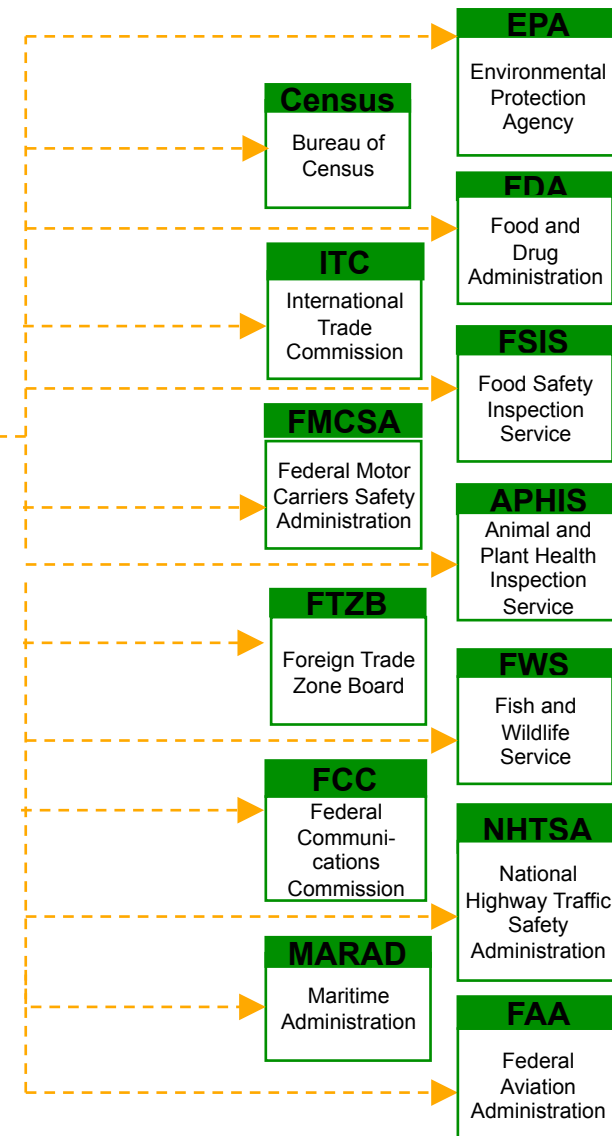 EPA
Environmental
Protection
Agency
Census
Bureau of
Census
FDA
Food and
Drug
Administration
ITC
International
Trade
Commission
FSIS
Food Safety
Inspection
Service
FMCSA
Federal Motor
Carriers Safety
Administration
APHIS
Animal and
Plant Health
Inspection
Service
FTZB
Foreign Trade
Zone Board
FWS
Fish and
Wildlife
Service
FCC
Federal
Communi-
cations
Commission
NHTSA
National
Highway Traffic
Safety
Administration
MARAD
Maritime
Administration
FAA
Federal
Aviation
Administration